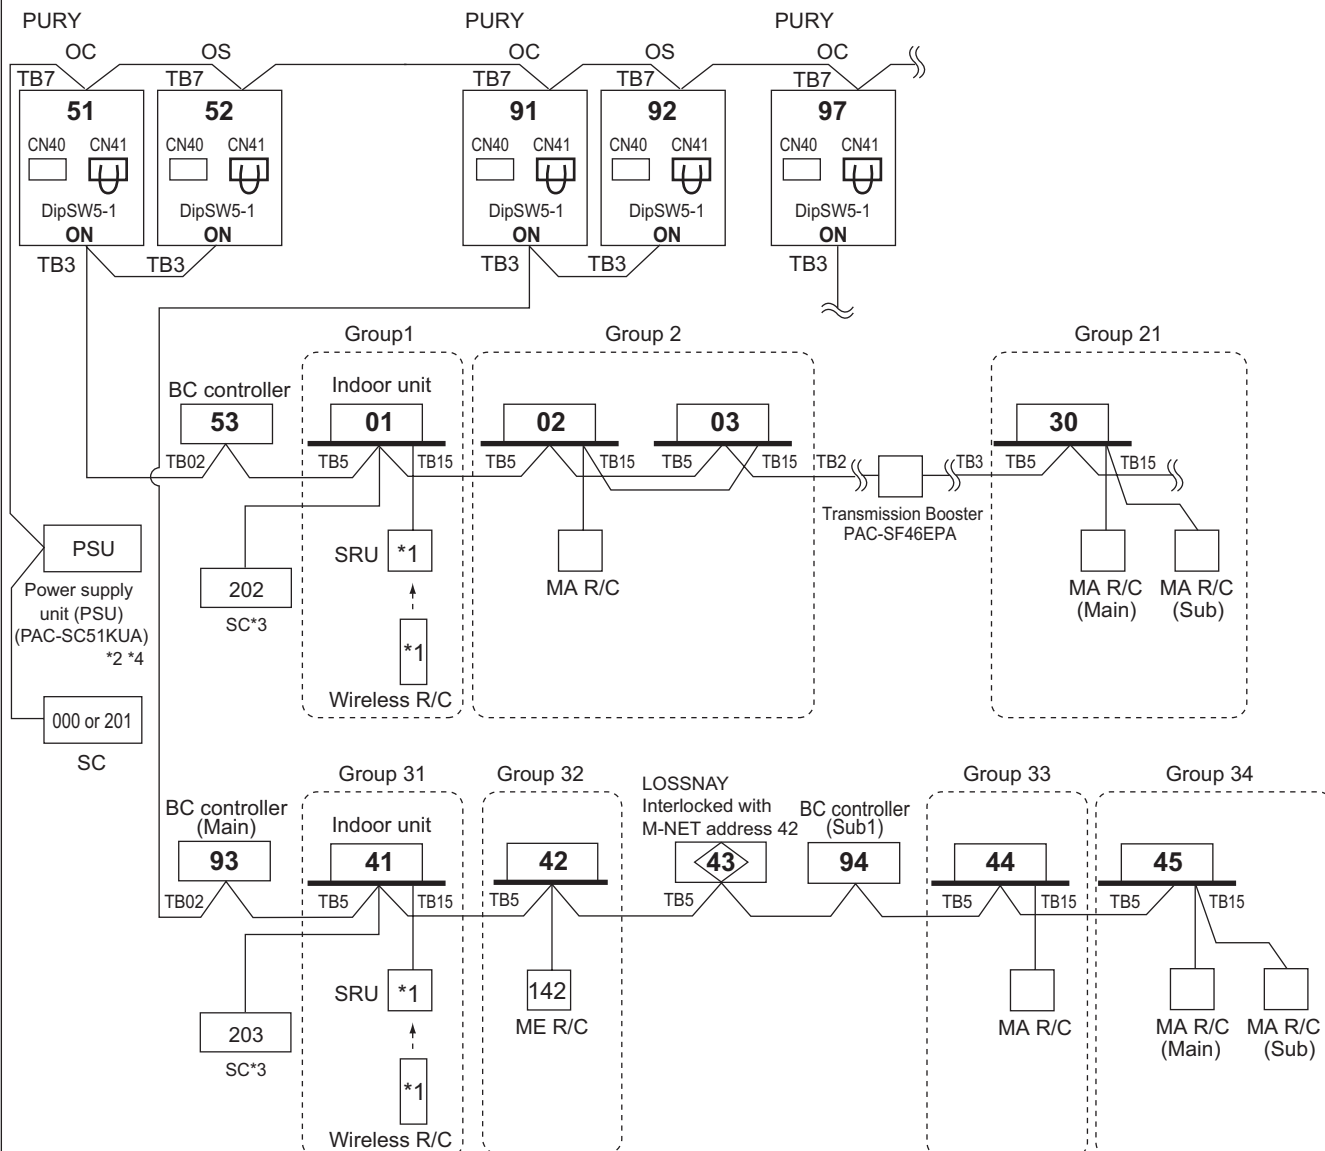 PURY PURY PURY
OC OS OC OS OC
TB7 TB7 TB7 TB7 TB7
51 52 91 92 97
CN40 CN41 CN40 CN41 CN40 CN41 CN40 CN41 CN40 CN41
DipSW5-1 DipSW5-1 DipSW5-1 DipSW5-1 DipSW5-1
ON ON ON ON ON
TB3 TB3 TB3 TB3 TB3
Group1 Group 2 Group 21
BC controller Indoor unit
53 01 02 03 30
TB02 TB5 TB15 TB5 TB15 TB5 TB15 TB2 TB3 TB5 TB15
Transmission Booster
PAC-SF46EPA
PSU
SRU *1
MA R/C
MA R/C
(Main)
MA R/C
(Sub)
Power supply
unit (PSU)
(PAC-SC51KUA)
*2 *4
202
SC*3
*1
Wireless R/C
000 or 201
SC
Group 31 Group 32 Group 33 Group 34
LOSSNAY
Interlocked with
M-NET address 42
BC controller
(Main)
Indoor unit
BC controller
(Sub1)
93 41 42 43 94 44 45
TB02 TB5 TB15 TB5 TB5 TB5 TB15 TB5 TB15
SRU *1
142
ME R/C
MA R/C
MA R/C
(Main)
MA R/C
(Sub)
203
SC*3
*1
Wireless R/C